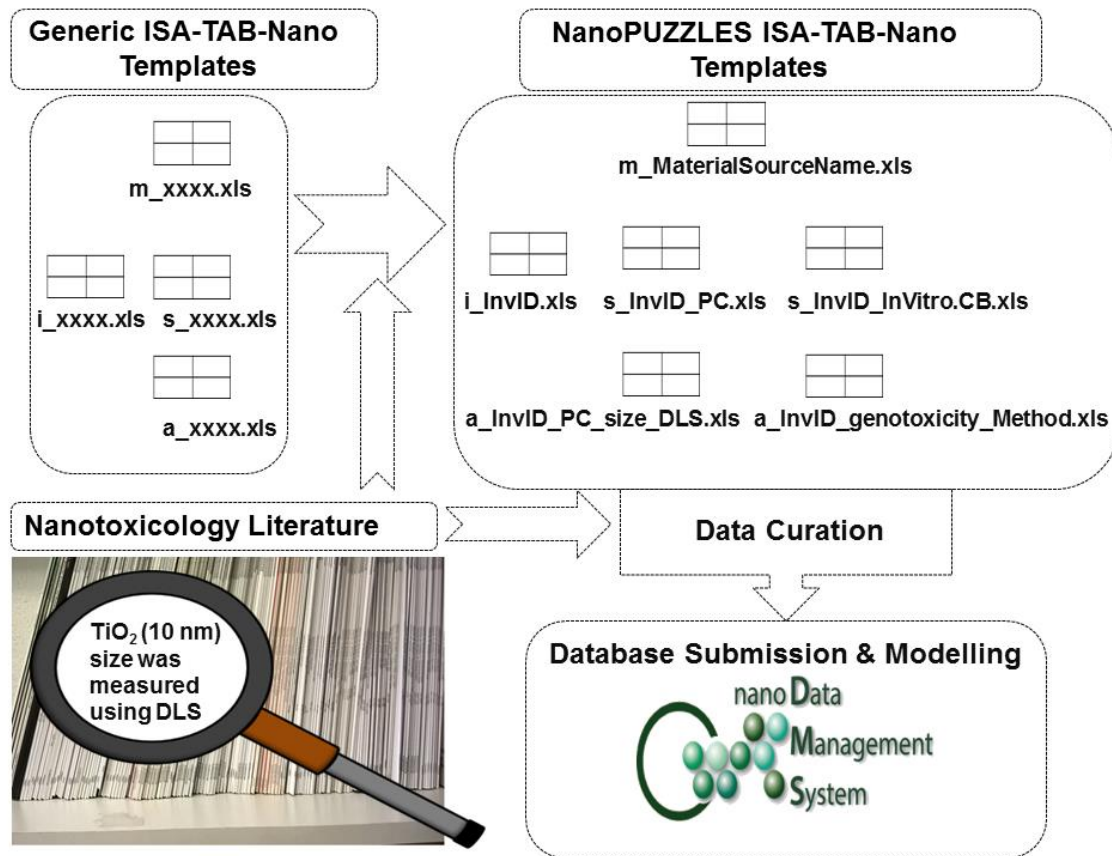 Generic ISA-TAB-Nano
Templates
m_xxxx.xls
i_xxxx.xls
s_xxxx.xls
a_xxxx.xls
NanoPUZZLES ISA-TAB-Nano
Templates
m_MaterialSourceName.xls
i_InvID.xls
s_InvID_PC.xls
s_InvID_InVitro.CB.xls
a_InvID_PC_size_DLS.xls
a_InvID_genotoxicity_Method.xls
Nanotoxicology Literature
TiO₂ (10 nm)
size was
measured
using DLS
Data Curation
Database Submission & Modelling
nano Data
Management
System